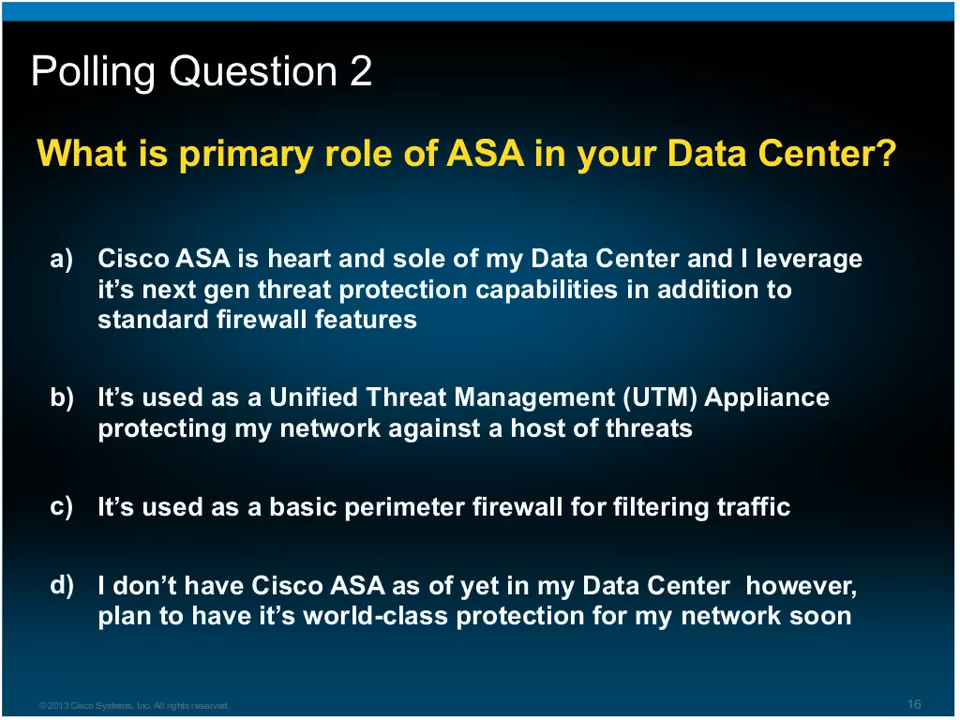 Polling Question 2
What is primary role of ASA in your Data Center?
a) Cisco ASA is heart and sole of my Data Center and I leverage
it’s next gen threat protection capabilities in addition to
standard firewall features
b) It’s used as a Unified Threat Management (UTM) Appliance
protecting my network against a host of threats
c) It’s used as a basic perimeter firewall for filtering traffic
d) I don’t have Cisco ASA as of yet in my Data Center however,
plan to have it’s world-class protection for my network soon
© 2013 Cisco Systems, Inc. All rights reserved.
16